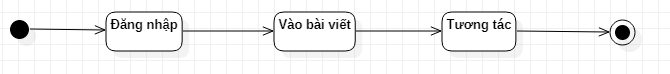 Đăng nhập
Vào bài viết
Tương tác